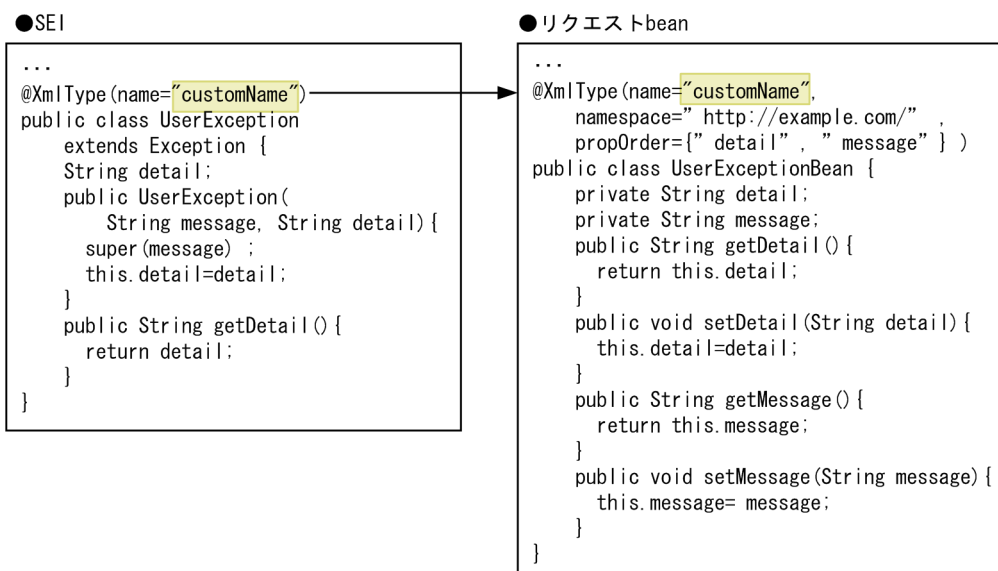 ●SEI
...
@XmlType(name="customName")
public class UserException
    extends Exception {
    String detail;
    public UserException(
        String message, String detail){
      super(message) ;
      this.detail=detail;
    }
    public String getDetail(){
      return detail;
    }
}
●リクエストbean
...
@XmlType(name="customName",
    namespace=”http://example.com/” ,
    propOrder={”detail” , ”message”} )
public class UserExceptionBean {
    private String detail;
    private String message;
    public String getDetail(){
      return this.detail;
    }
    public void setDetail(String detail){
      this.detail=detail;
    }
    public String getMessage(){
      return this.message;
    }
    public void setMessage(String message){
      this.message= message;
    }
}